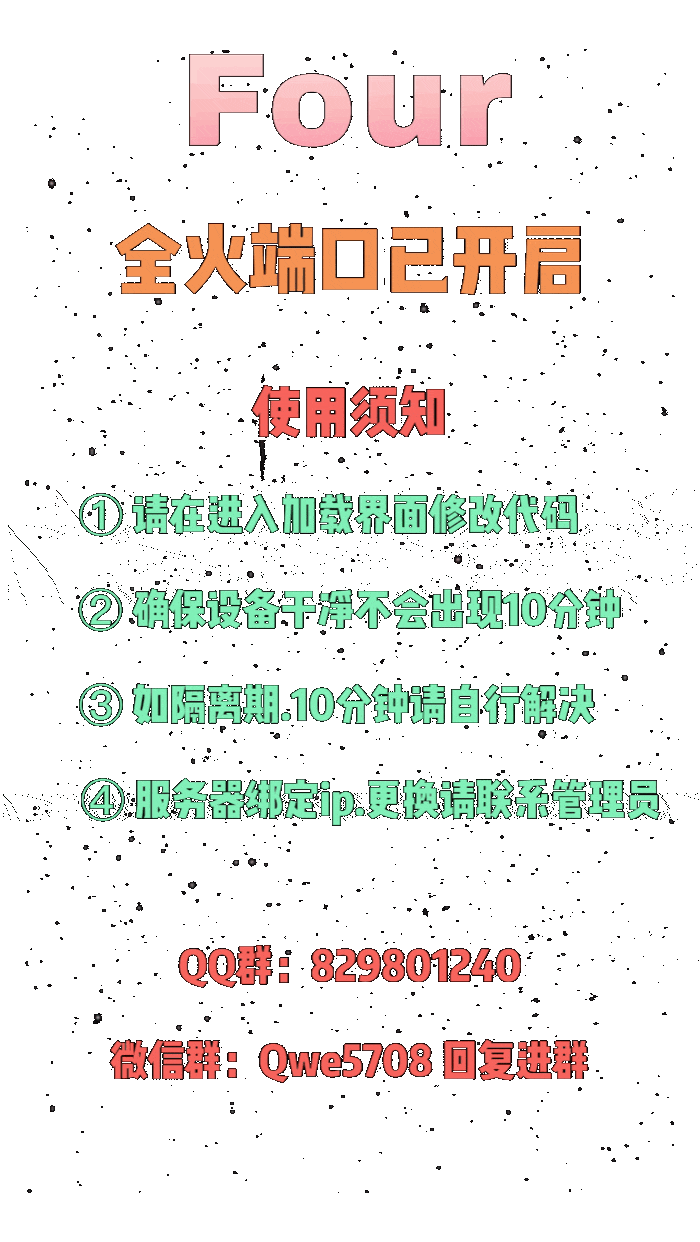 Four
全火端口已开启
使用须知
① 请在进入加载界面修改代码
② 确保设备干净不会出现10分钟
③ 如隔离期.10分钟请自行解决
④ 服务器绑定ip.更换请联系管理员
QQ群：829801240
微信群：Qwe5708 回复进群